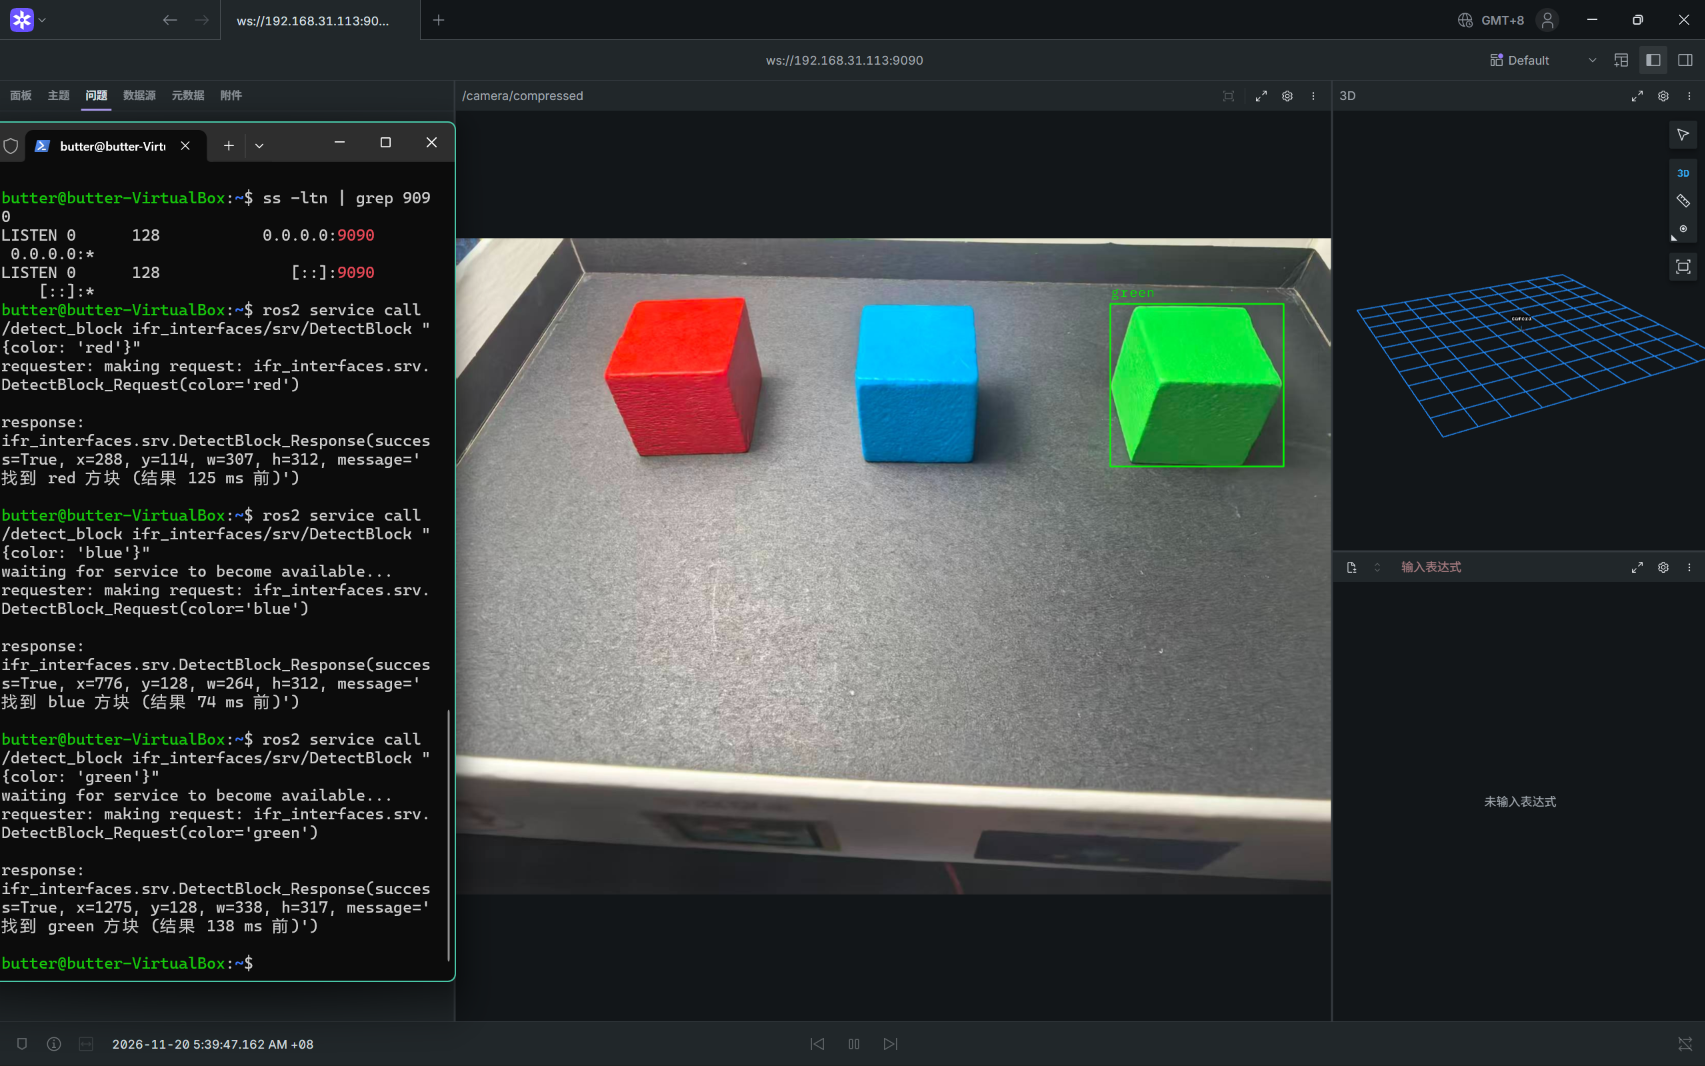 ws://192.168.31.113:90...
GMT+8
ws://192.168.31.113:9090
Default
面板 主题 问题 数据源 元数据 附件
/camera/compressed
3D
butter@butter-Virtu
butter@butter-VirtualBox:~$ ss -ltn | grep 909
0
LISTEN 0 128 0.0.0.0:9090
0.0.0.0:*
LISTEN 0 128 [::]:9090
[::]:*
butter@butter-VirtualBox:~$ ros2 service call
/detect_block ifr_interfaces/srv/DetectBlock "
{color: 'red'}"
requester: making request: ifr_interfaces.srv.
DetectBlock_Request(color='red')
response:
ifr_interfaces.srv.DetectBlock_Response(succes
s=True, x=288, y=114, w=307, h=312, message='
找到 red 方块 (结果 125 ms 前)')
butter@butter-VirtualBox:~$ ros2 service call
/detect_block ifr_interfaces/srv/DetectBlock "
{color: 'blue'}"
waiting for service to become available...
requester: making request: ifr_interfaces.srv.
DetectBlock_Request(color='blue')
response:
ifr_interfaces.srv.DetectBlock_Response(succes
s=True, x=776, y=128, w=264, h=312, message='
找到 blue 方块 (结果 74 ms 前)')
butter@butter-VirtualBox:~$ ros2 service call
/detect_block ifr_interfaces/srv/DetectBlock "
{color: 'green'}"
waiting for service to become available...
requester: making request: ifr_interfaces.srv.
DetectBlock_Request(color='green')
response:
ifr_interfaces.srv.DetectBlock_Response(succes
s=True, x=1275, y=128, w=338, h=317, message='
找到 green 方块 (结果 138 ms 前)')
butter@butter-VirtualBox:~$
green
3D
camera
输入表达式
未输入表达式
2026-11-20 5:39:47.162 AM +08